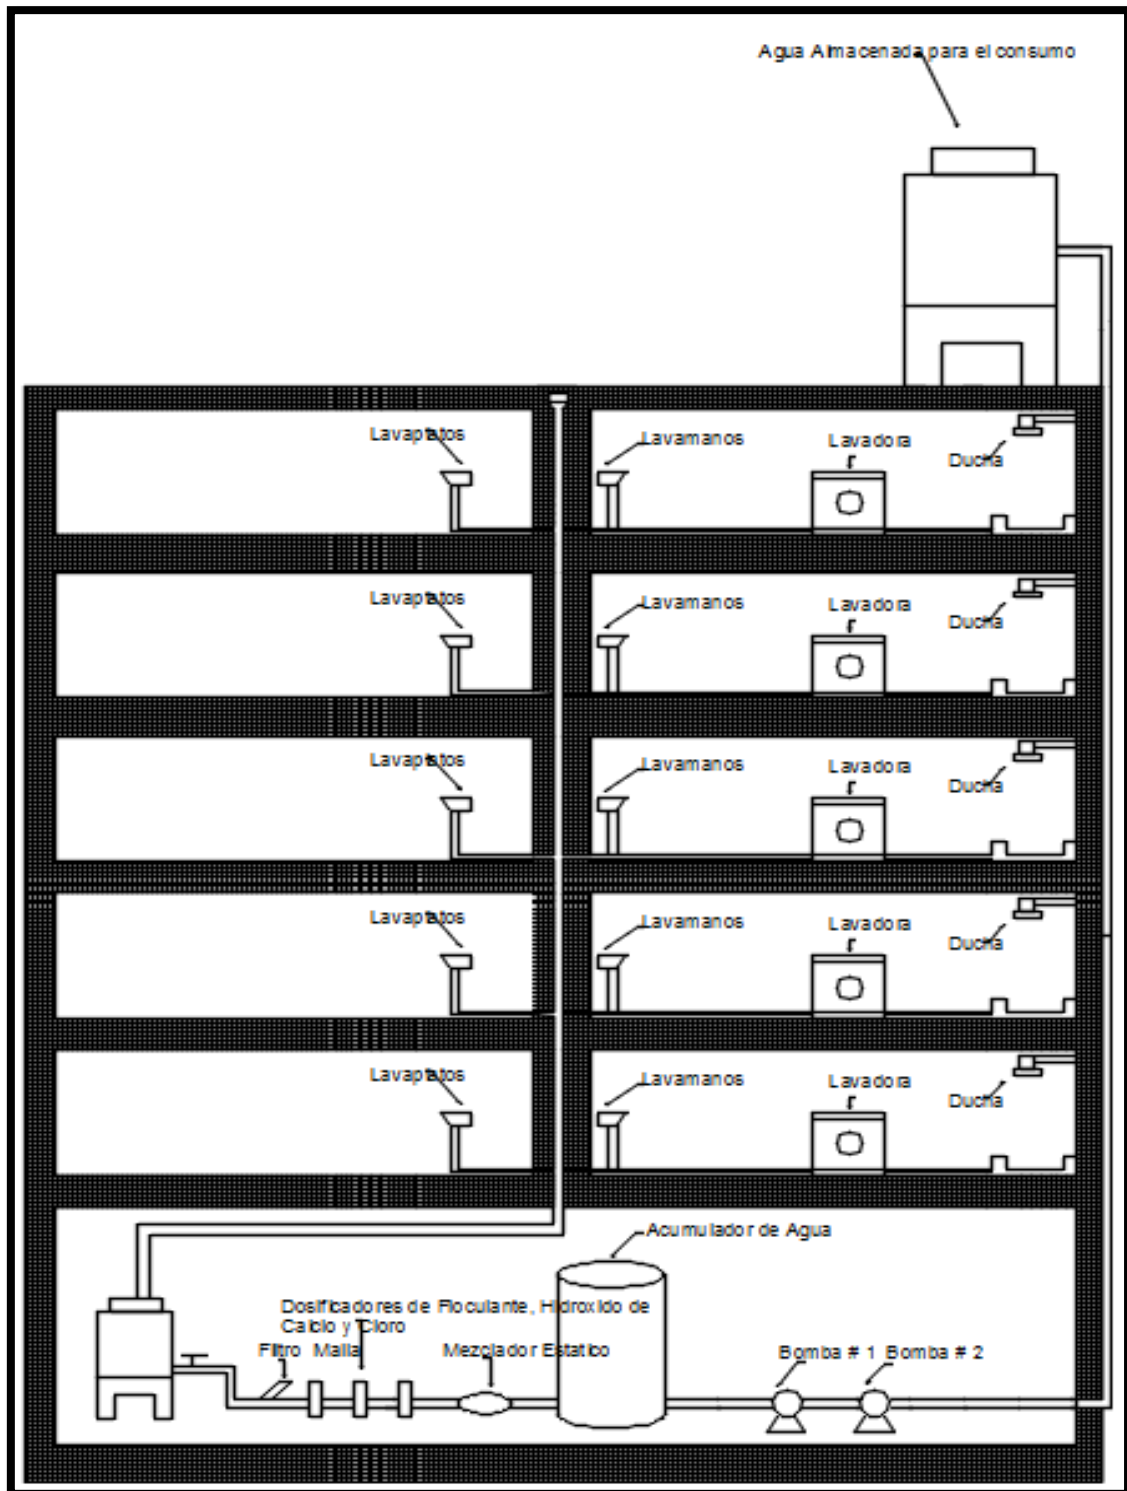 Agua Almacenada para el consumo
Lavaplatos
Lavamanos
Lavadora
Ducha
Lavaplatos
Lavamanos
Lavadora
Ducha
Lavaplatos
Lavamanos
Lavadora
Ducha
Lavaplatos
Lavamanos
Lavadora
Ducha
Lavaplatos
Lavamanos
Lavadora
Ducha
Acumulador de Agua
Dosificadores de Floculante, Hidroxido de
Calcio y Cloro
Filtro Malla
Mezclador Estatico
Bomba # 1
Bomba # 2